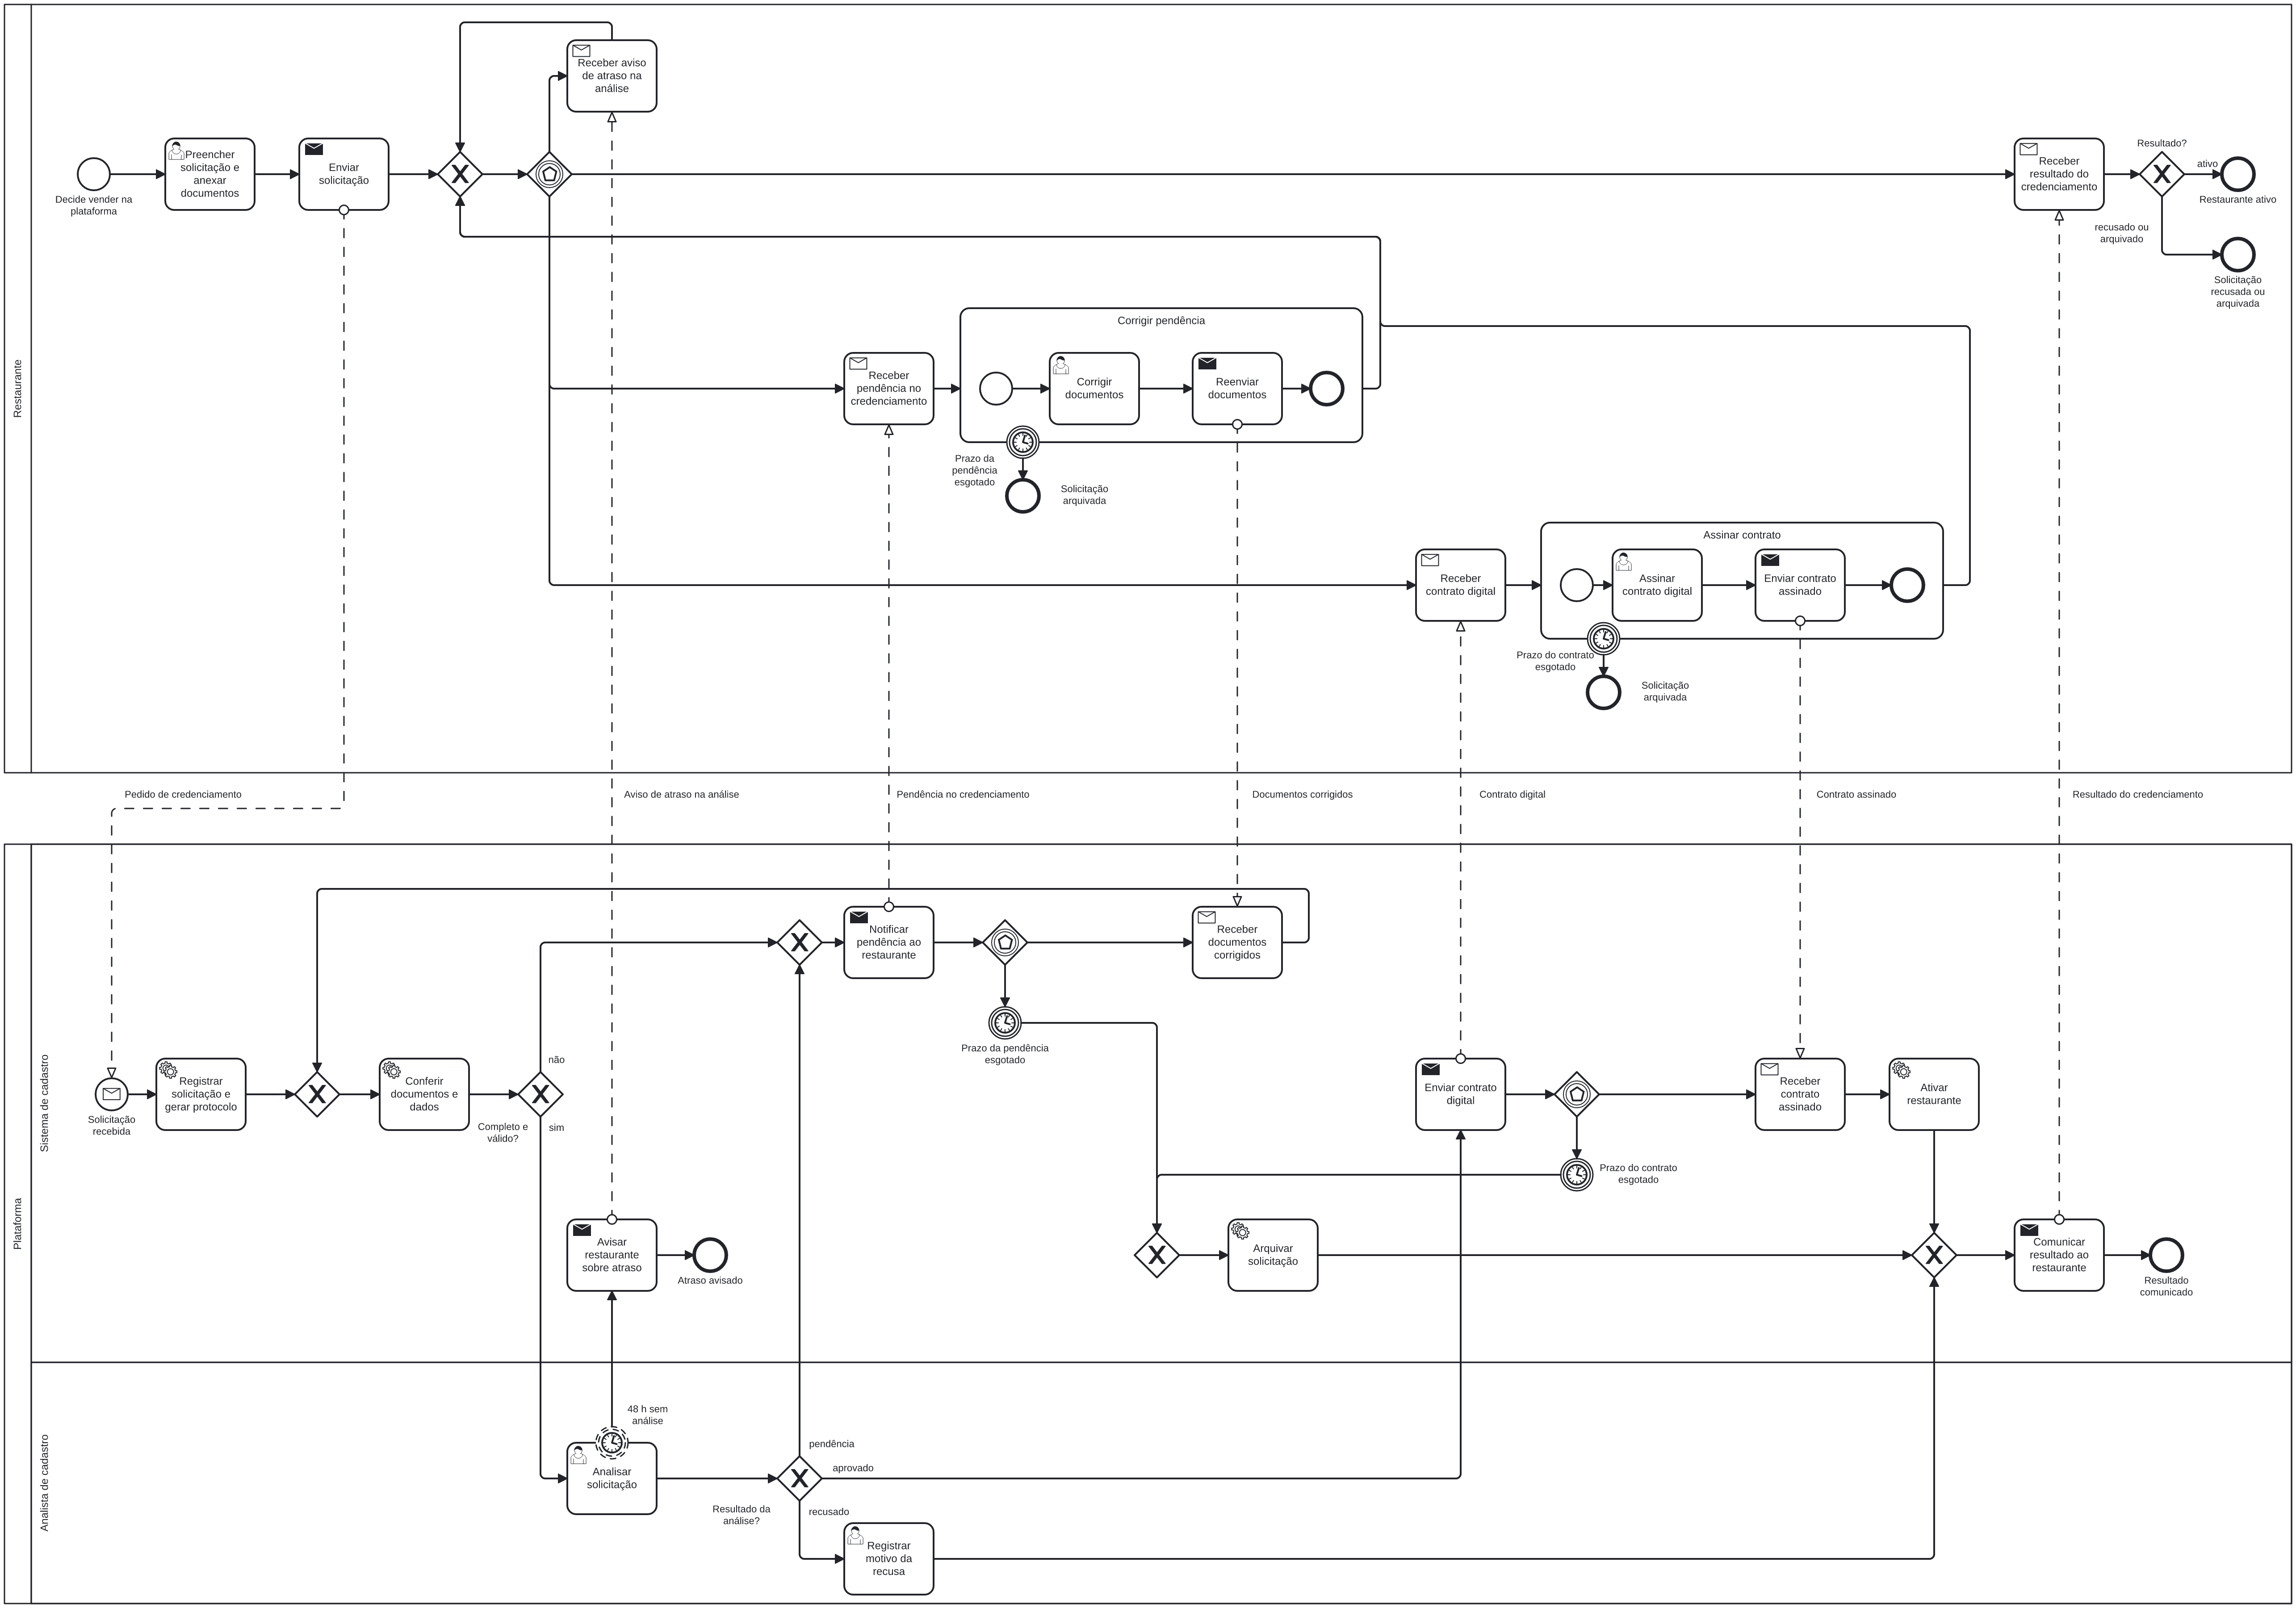 Receber aviso
de atraso na
análise
Decide vender na
plataforma
Preencher
solicitação e
anexar
documentos
Enviar
solicitação
Receber
resultado do
credenciamento
Resultado?
ativo
Restaurante ativo
recusado ou
arquivado
Solicitação
recusada ou
arquivada
Restaurante
Receber
pendência no
credenciamento
Corrigir pendência
Corrigir
documentos
Reenviar
documentos
Prazo da
pendência
esgotado
Solicitação
arquivada
Receber
contrato digital
Assinar contrato
Assinar
contrato digital
Enviar contrato
assinado
Prazo do contrato
esgotado
Solicitação
arquivada
Pedido de credenciamento
Aviso de atraso na análise
Pendência no credenciamento
Documentos corrigidos
Contrato digital
Contrato assinado
Resultado do credenciamento
Plataforma
Sistema de cadastro
Notificar
pendência ao
restaurante
Receber
documentos
corrigidos
Prazo da pendência
esgotado
Solicitação
recebida
Registrar
solicitação e
gerar protocolo
Conferir
documentos e
dados
Completo e
válido?
não
sim
Enviar contrato
digital
Receber
contrato
assinado
Ativar
restaurante
Prazo do contrato
esgotado
Avisar
restaurante
sobre atraso
Atraso avisado
Arquivar
solicitação
Comunicar
resultado ao
restaurante
Resultado
comunicado
Analista de cadastro
48 h sem
análise
Analisar
solicitação
Resultado da
análise?
pendência
aprovado
recusado
Registrar
motivo da
recusa